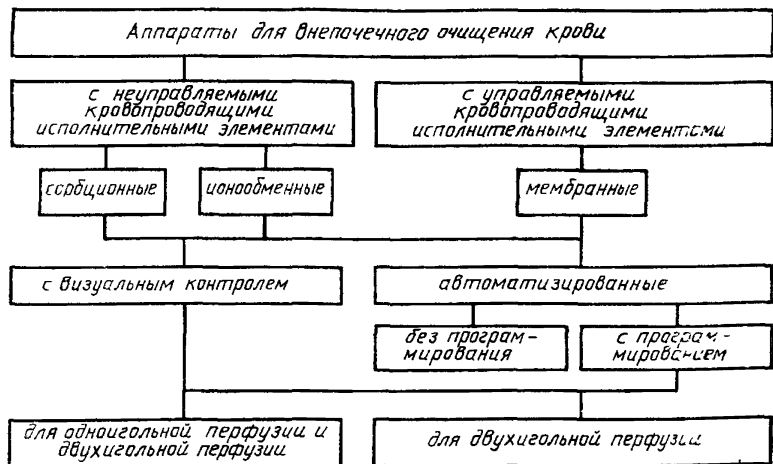 Аппараты для внепочечного очищения крови
с неуправляемыми
кровопроводящими
исполнительными элементами
с управляемыми
кровопроводящими
исполнительными элементами
сорбционные
ионообменные
мембранные
с визуальным контролем
автоматизированные
без програм-
мирования
с програм-
мированием
для одноигольной перфузии и
двухигольной перфузии
для двухигольной перфузии